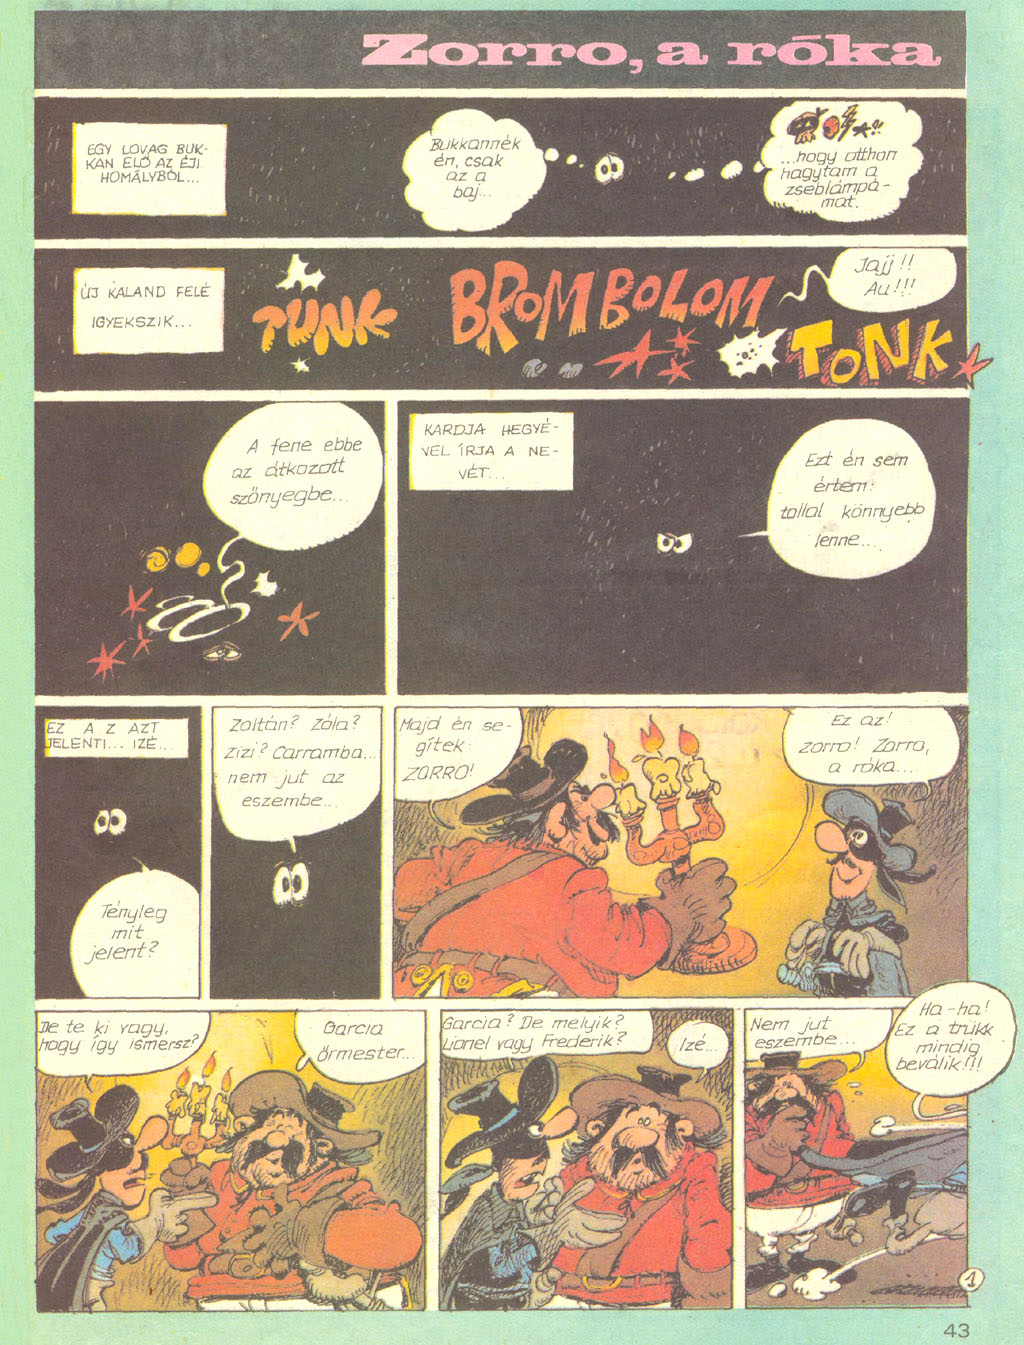 Zorro, a róka
EGY LOVAG BUK-
KAN ELŐ AZ ÉJI
HOMÁLYBÓL...
Bukkannék
én, csak
az a
baj...
...hogy otthon
hagytam a
zseblámpá-
mat.
ÚJ KALAND FELÉ
IGYEKSZIK...
PUNK
BROMBOLOM
Jajj!!
Au!!!
TONK
A fene ebbe
az átkozott
szőnyegbe...
KARDJA HEGYÉ-
VEL ÍRJA A NE-
VÉT...
Ezt én sem
értem:
tollal könnyebb
lenne...
EZ A Z AZT
JELENTI... IZÉ...
Tényleg
mit
jelent?
Zoltán? Zóla?
Zizi? Carramba...
nem jut az
eszembe...
Majd én se-
gítek:
ZORRO!
Ez az!
zorro! Zorro,
a róka...
De te ki vagy,
hogy így ismersz?
Garcia
őrmester...
Garcia? De melyik?
Lionel vagy Frederik?
Izé...
Nem jut
eszembe...
Ha-ha!
Ez a trükk
mindig
beválik!!!
1
43